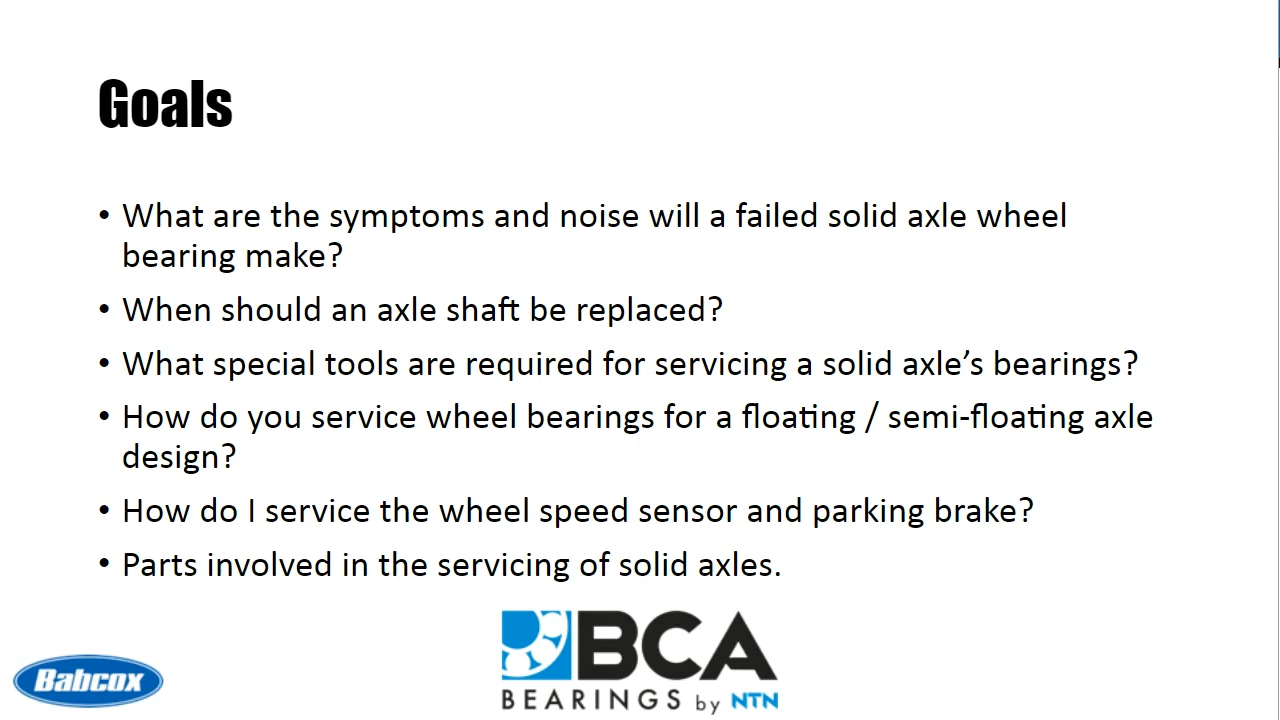 Goals
• What are the symptoms and noise will a failed solid axle wheel
bearing make?
• When should an axle shaft be replaced?
• What special tools are required for servicing a solid axle’s bearings?
• How do you service wheel bearings for a floating / semi-floating axle
design?
• How do I service the wheel speed sensor and parking brake?
• Parts involved in the servicing of solid axles.
BCA
BEARINGS by NTN
Babcox